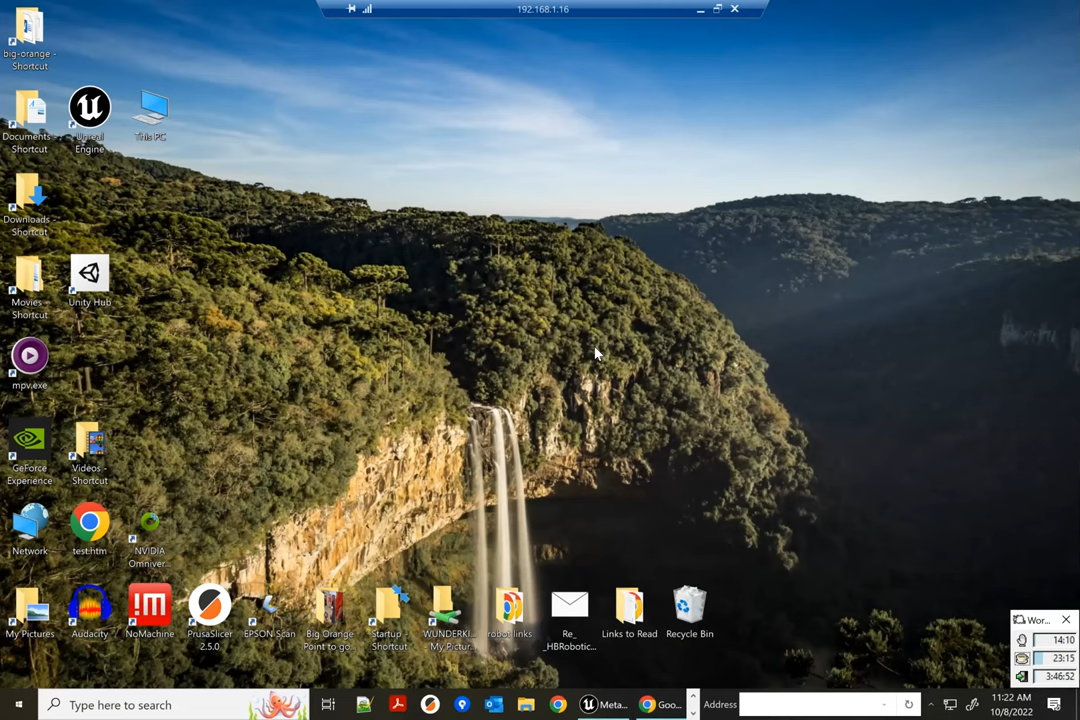 192.168.1.16
big-orange -
Shortcut
Documents -
Shortcut
Unreal
Engine
This PC
Downloads -
Shortcut
Movies -
Shortcut
Unity Hub
mpv.exe
GeForce
Experience
Videos -
Shortcut
Network
test.htm
NVIDIA
Omniver...
My Pictures
Audacity
!M
NoMachine
PrusaSlicer
2.5.0
EPSON Scan
Big Orange
Point to go...
Startup -
Shortcut
WUNDERKI...
- My Pictur...
robot links
Re_
_HBRobotic...
Links to Read
Recycle Bin
Wor...
14:10
23:15
3:46:52
Type here to search
Meta...
Goo...
Address
11:22 AM
10/8/2022